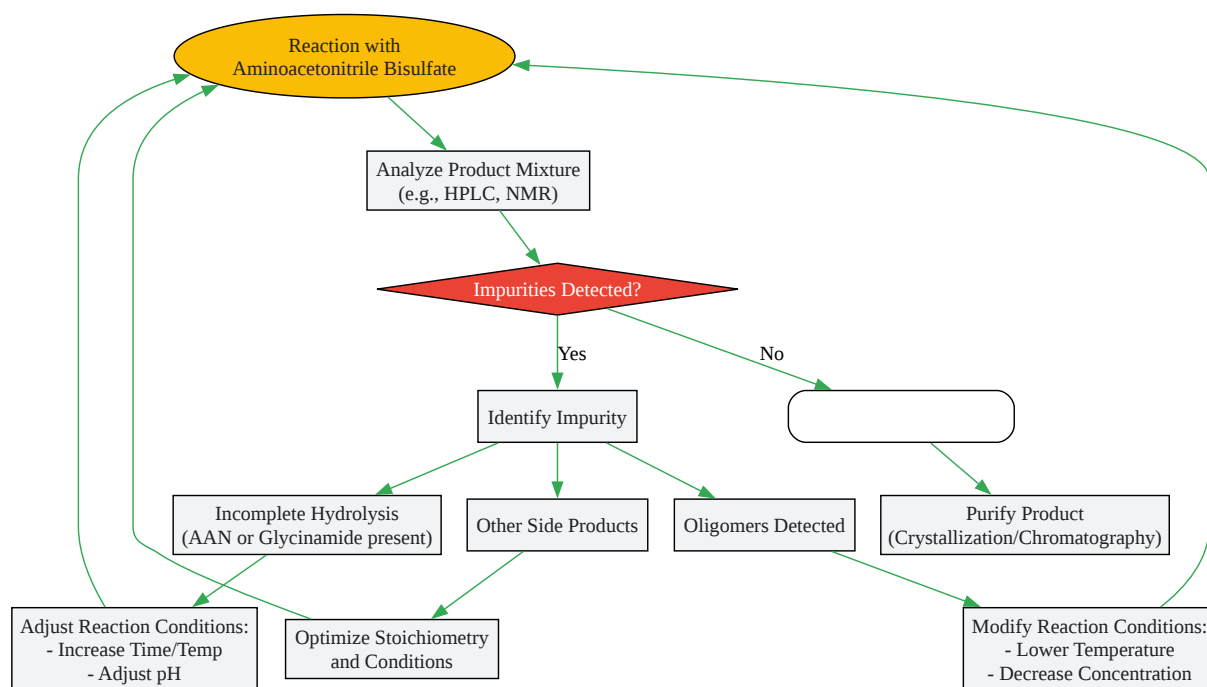 Reaction with
Aminoacetonitrile Bisulfate
Analyze Product Mixture
(e.g., HPLC, NMR)
Impurities Detected?
Yes
No
Identify Impurity
Incomplete Hydrolysis
(AAN or Glycinamide present)
Other Side Products
Oligomers Detected
Purify Product
(Crystallization/Chromatography)
Adjust Reaction Conditions:
- Increase Time/Temp
- Adjust pH
Optimize Stoichiometry
and Conditions
Modify Reaction Conditions:
- Lower Temperature
- Decrease Concentration